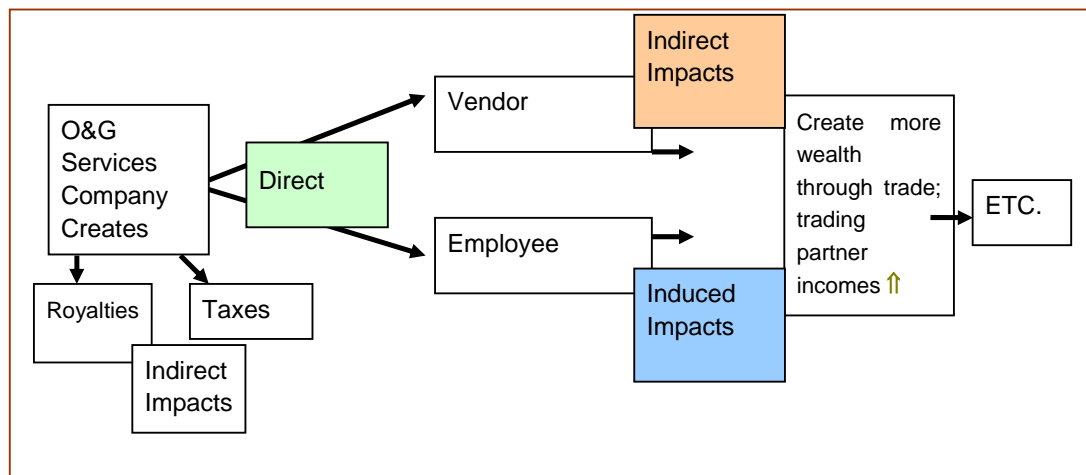 O&G
Services
Company
Creates
Royalties
Taxes
Indirect
Impacts
Direct
Vendor
Employee
Indirect
Impacts
Induced
Impacts
Create more
wealth
through trade;
trading
partner
incomes ⇑
ETC.